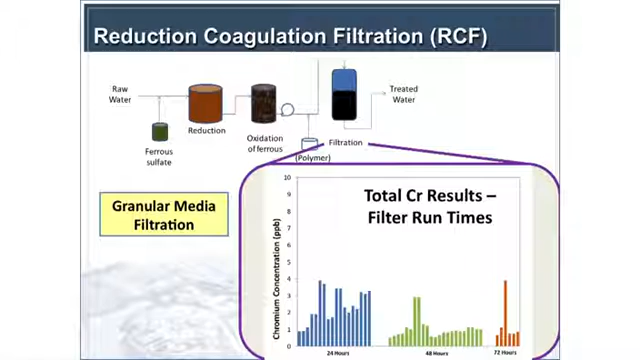 Reduction Coagulation Filtration (RCF)
Raw
Water
Ferrous
sulfate
Reduction
Oxidation
of ferrous
(Polymer)
Filtration
Treated
Water
Granular Media
Filtration
Total Cr Results –
Filter Run Times
Chromium Concentration (ppb)
10
9
8
7
6
5
4
3
2
1
0
24 Hours
48 Hours
72 Hours